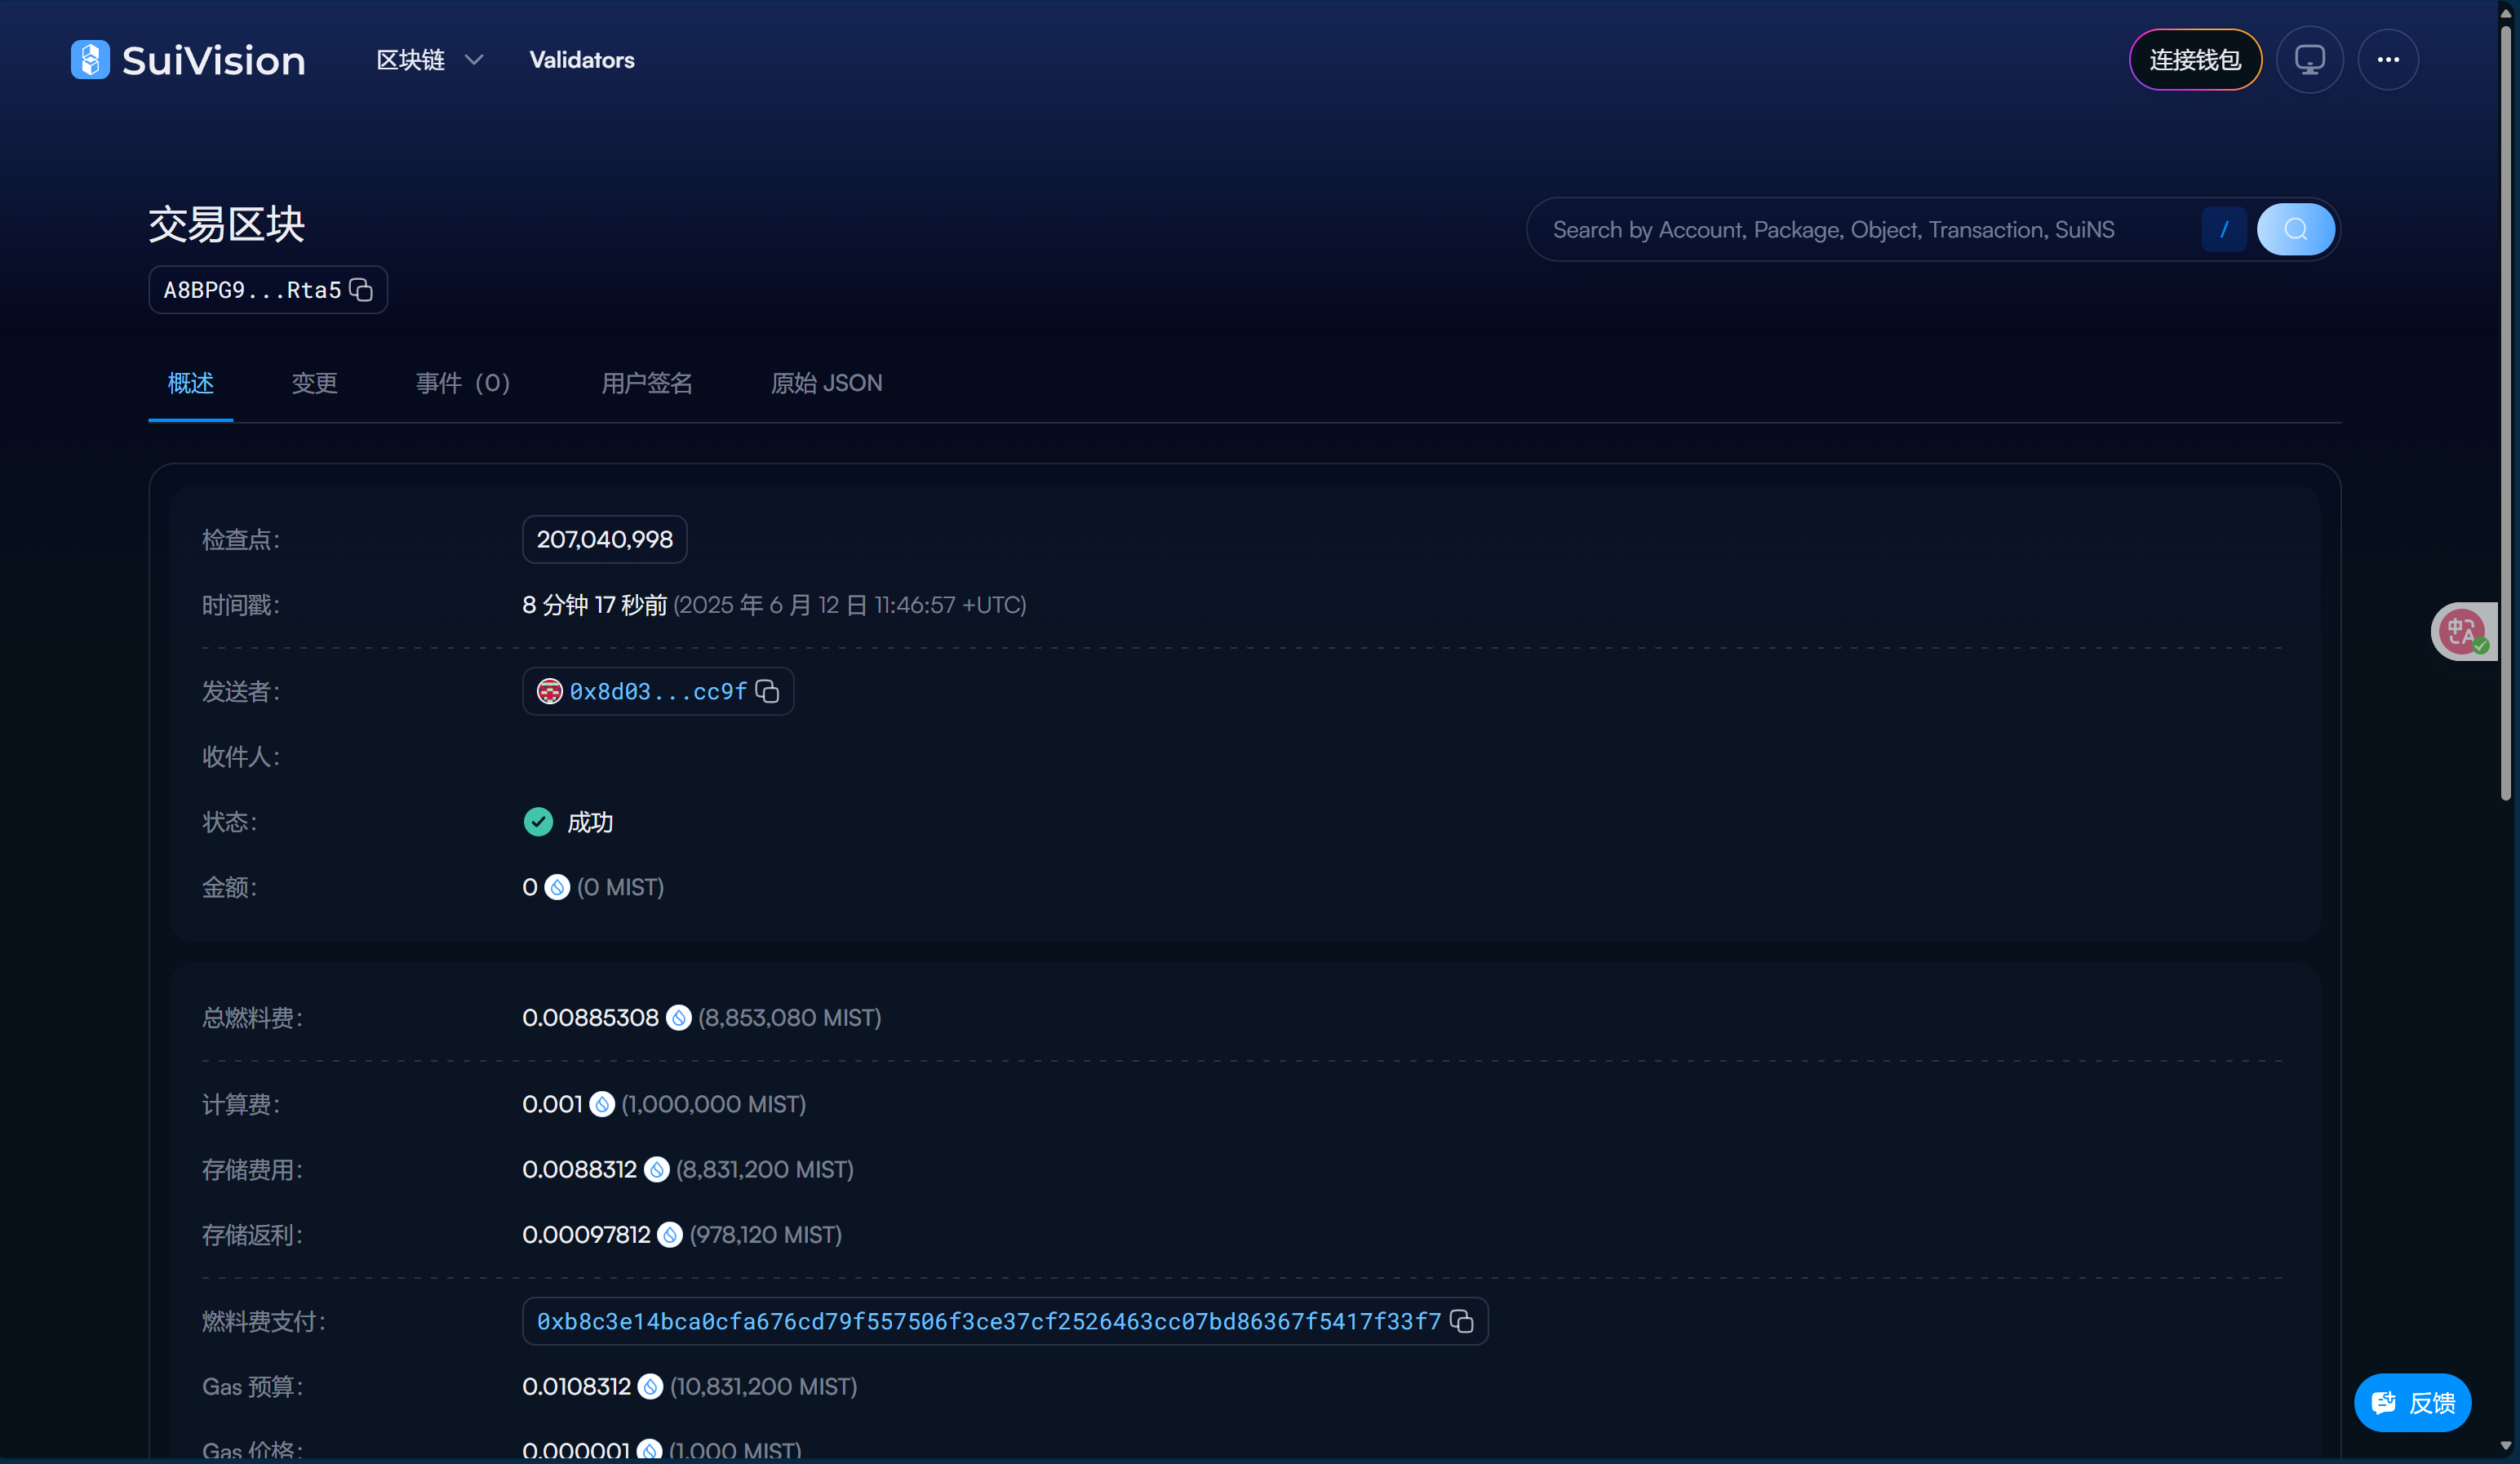 SuiVision
区块链
Validators
连接钱包
交易区块
Search by Account, Package, Object, Transaction, SuiNS
/
A8BPG9...Rta5
概述
变更
事件（0）
用户签名
原始 JSON
检查点：
207,040,998
时间戳：
8 分钟 17 秒前 (2025 年 6 月 12 日 11:46:57 +UTC)
中A
发送者：
0x8d03...cc9f
收件人：
状态：
成功
金额：
0 (0 MIST)
总燃料费：
0.00885308 (8,853,080 MIST)
计算费：
0.001 (1,000,000 MIST)
存储费用：
0.0088312 (8,831,200 MIST)
存储返利：
0.00097812 (978,120 MIST)
燃料费支付：
0xb8c3e14bca0cfa676cd79f557506f3ce37cf2526463cc07bd86367f5417f33f7
Gas 预算：
0.0108312 (10,831,200 MIST)
反馈
Gas 价格：
0.000001 (1,000 MIST)